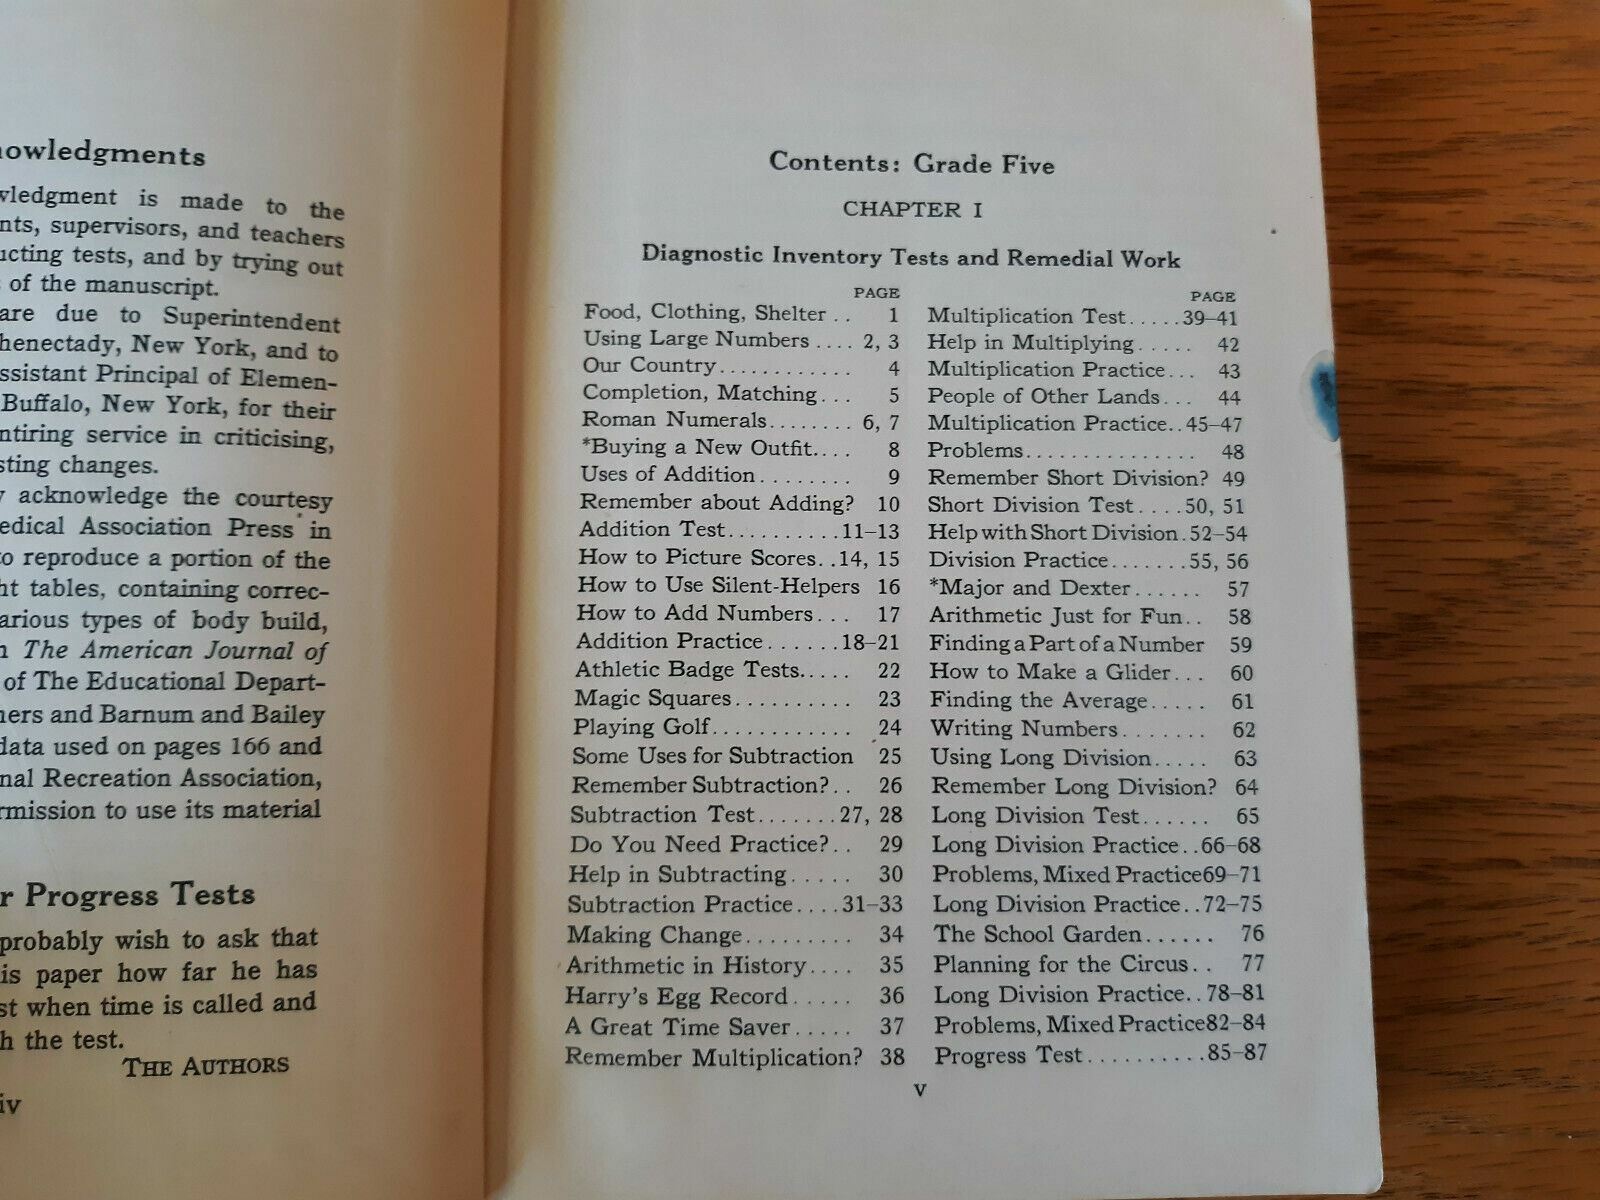 nowledgments
wledgment is made to the
nts, supervisors, and teachers
ucting tests, and by trying out
of the manuscript.
are due to Superintendent
henectady, New York, and to
ssistant Principal of Elemen-
Buffalo, New York, for their
ntiring service in criticising,
sting changes.
y acknowledge the courtesy
edical Association Press in
to reproduce a portion of the
ht tables, containing correc-
arious types of body build,
n The American Journal of
of The Educational Depart-
hers and Barnum and Bailey
data used on pages 166 and
nal Recreation Association,
rmission to use its material
r Progress Tests
probably wish to ask that
is paper how far he has
st when time is called and
h the test.
THE AUTHORS
iv
Contents: Grade Five
CHAPTER I
Diagnostic Inventory Tests and Remedial Work
PAGE
Food, Clothing, Shelter .. 1
Using Large Numbers .... 2, 3
Our Country............ 4
Completion, Matching... 5
Roman Numerals........ 6, 7
*Buying a New Outfit.... 8
Uses of Addition........ 9
Remember about Adding? 10
Addition Test..........11–13
How to Picture Scores..14, 15
How to Use Silent-Helpers 16
How to Add Numbers... 17
Addition Practice......18–21
Athletic Badge Tests..... 22
Magic Squares.......... 23
Playing Golf............ 24
Some Uses for Subtraction 25
Remember Subtraction?.. 26
Subtraction Test.......27, 28
Do You Need Practice?.. 29
Help in Subtracting..... 30
Subtraction Practice....31–33
Making Change......... 34
Arithmetic in History.... 35
Harry's Egg Record..... 36
A Great Time Saver..... 37
Remember Multiplication? 38
PAGE
Multiplication Test.....39–41
Help in Multiplying..... 42
Multiplication Practice... 43
People of Other Lands... 44
Multiplication Practice..45–47
Problems............... 48
Remember Short Division? 49
Short Division Test....50, 51
Help with Short Division.52–54
Division Practice.......55, 56
*Major and Dexter...... 57
Arithmetic Just for Fun.. 58
Finding a Part of a Number 59
How to Make a Glider... 60
Finding the Average..... 61
Writing Numbers....... 62
Using Long Division..... 63
Remember Long Division? 64
Long Division Test...... 65
Long Division Practice..66–68
Problems, Mixed Practice69–71
Long Division Practice..72–75
The School Garden...... 76
Planning for the Circus.. 77
Long Division Practice..78–81
Problems, Mixed Practice82–84
Progress Test..........85–87
v